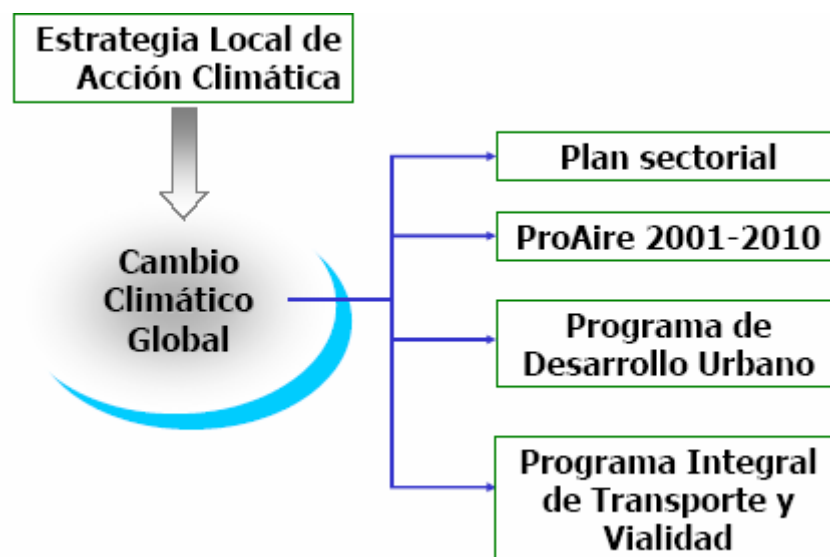 Estrategia Local de
Acción Climática
Cambio
Climático
Global
Plan sectorial
ProAire 2001-2010
Programa de
Desarrollo Urbano
Programa Integral
de Transporte y
Vialidad